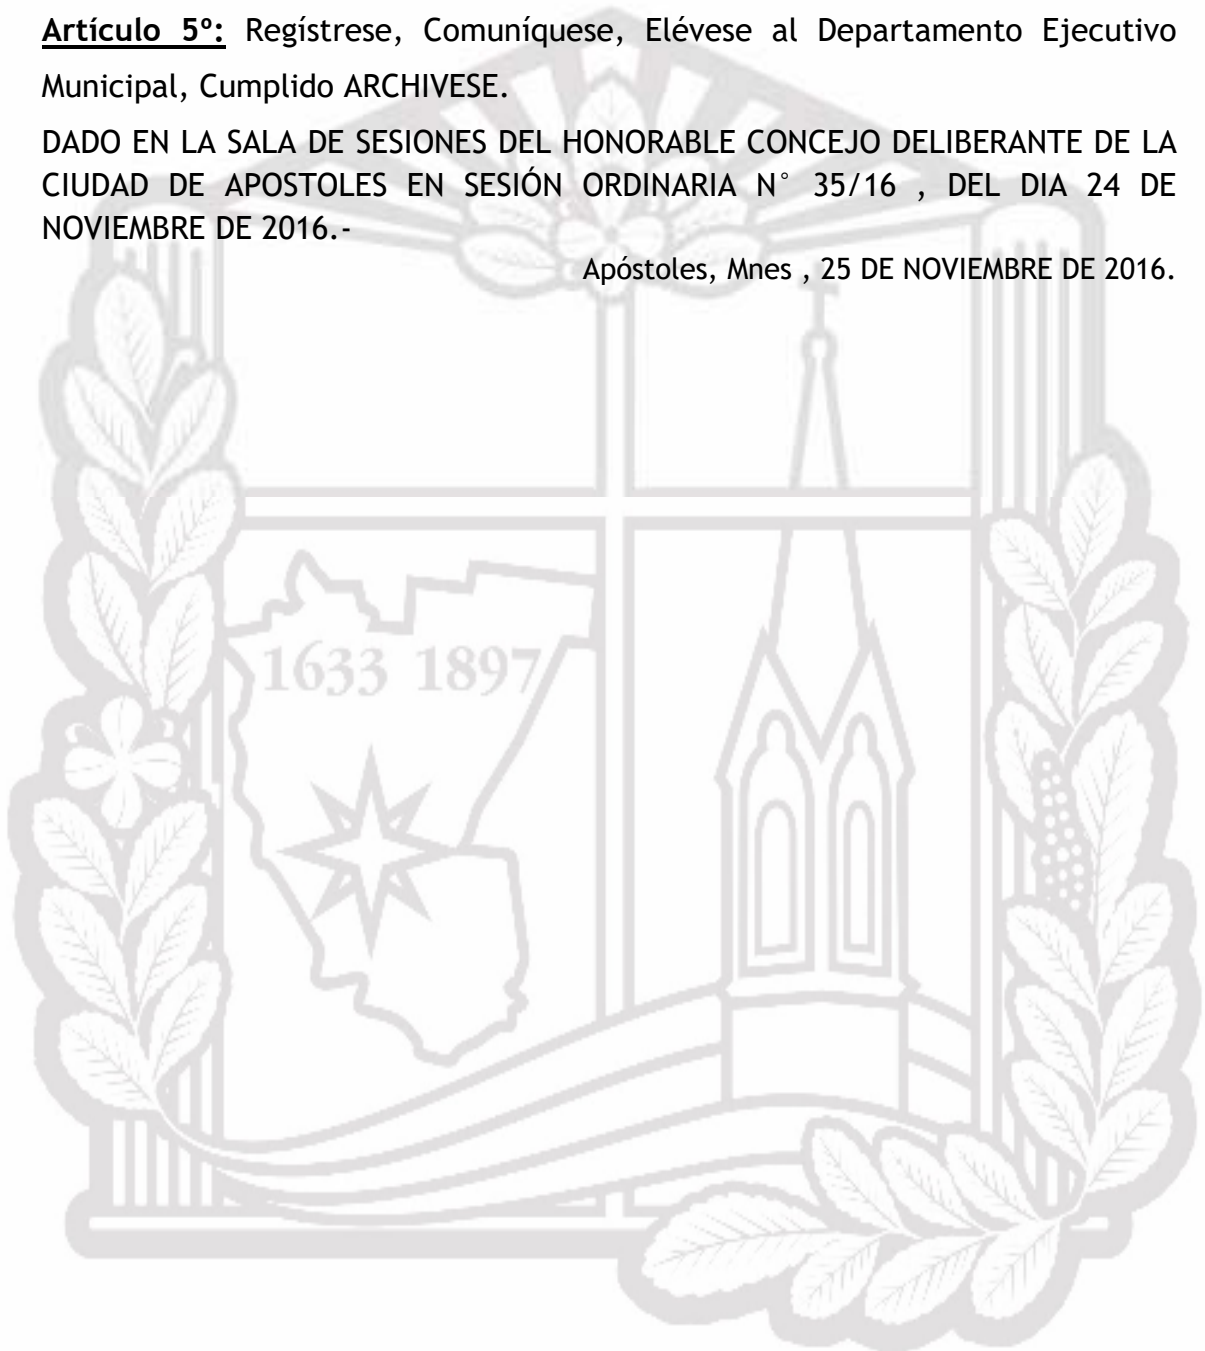 Artículo 5º: Regístrese, Comuníquese, Elévese al Departamento Ejecutivo
Municipal, Cumplido ARCHIVESE.
DADO EN LA SALA DE SESIONES DEL HONORABLE CONCEJO DELIBERANTE DE LA
CIUDAD DE APOSTOLES EN SESIÓN ORDINARIA N° 35/16 , DEL DIA 24 DE
NOVIEMBRE DE 2016.-
Apóstoles, Mnes , 25 DE NOVIEMBRE DE 2016.
1633 1897